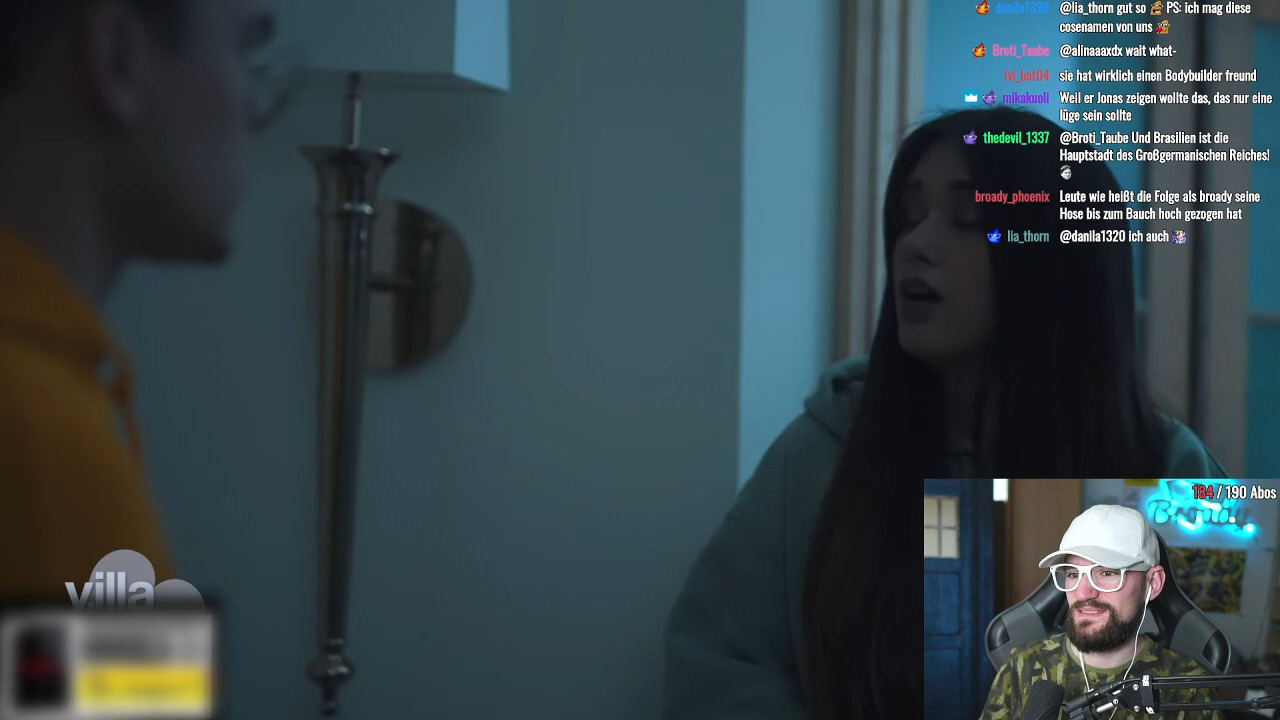 danila1320 @lia_thorn gut so PS: ich mag diese
cosenamen von uns
Broti_Taube @alinaaaxdx wait what-
lvi_bot04 sie hat wirklich einen Bodybuilder freund
mikakuoli Weil er Jonas zeigen wollte das, das nur eine
lüge sein sollte
thedevil_1337 @Broti_Taube Und Brasilien ist die
Hauptstadt des Großgermanischen Reiches!
broady_phoenix Leute wie heißt die Folge als broady seine
Hose bis zum Bauch hoch gezogen hat
lia_thorn @danila1320 ich auch
184 / 190 Abos
villa